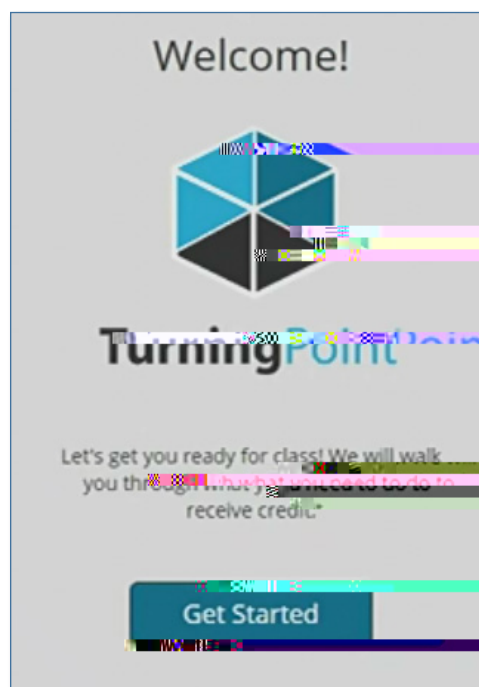 Welcome!
TurningPoint
Let's get you ready for class! We will walk
you through what you need to do to
receive credit.*
Get Started